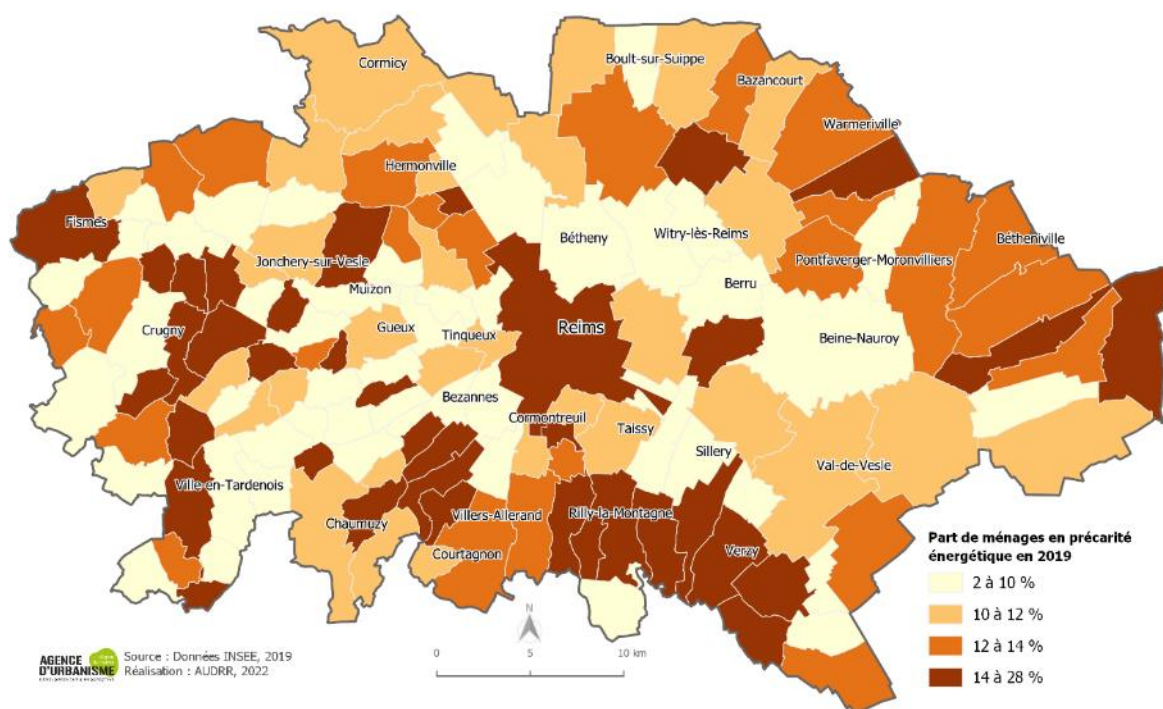 Cormicy
Boult-sur-Suippe
Bazancourt
Warmeriville
Hermonville
Fismes
Bétheny
Witry-lès-Reims
Bétheniville
Jonchery-sur-Vesle
Pontfaverger-Moronvilliers
Muizon
Berru
Crugny
Gueux
Tinqueux
Reims
Beine-Nauroy
Bezannes
Cormontreuil
Taissy
Sillery
Val-de-Vesle
Ville-en-Tardenois
Chaumuzy
Villers-Allerand
Rilly-la-Montagne
Courtagnon
Verzy
Part de ménages en précarité
énergétique en 2019
2 à 10 %
10 à 12 %
12 à 14 %
14 à 28 %
N
0 5 10 km
AGENCE
D'URBANISME
Source : Données INSEE, 2019
Réalisation : AUDRR, 2022